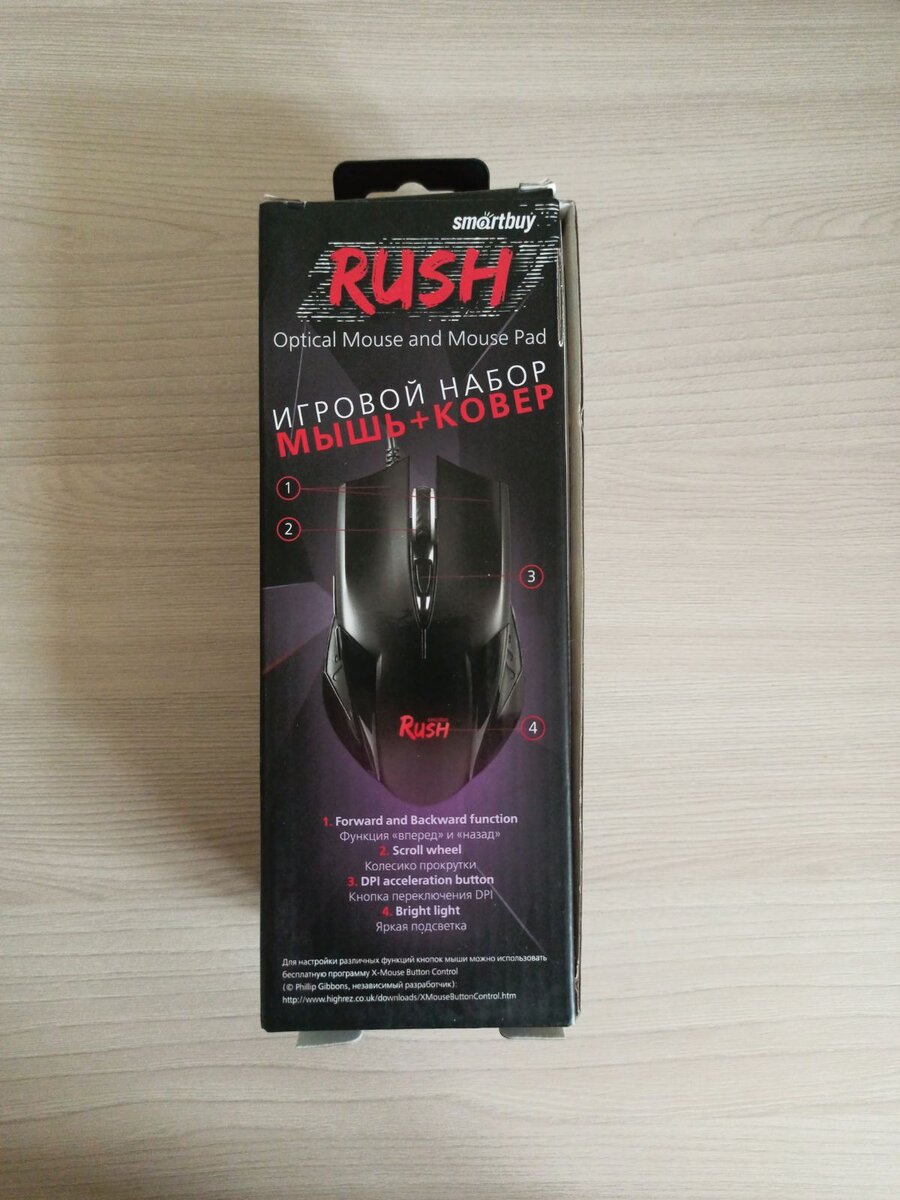 smartbuy
RUSH
Optical Mouse and Mouse Pad
ИГРОВОЙ НАБОР
МЫШЬ+КОВЕР
1
2
3
RUSH
4
1. Forward and Backward function
Функция «вперед» и «назад»
2. Scroll wheel
Колесико прокрутки
3. DPI acceleration button
Кнопка переключения DPI
4. Bright light
Яркая подсветка
Для настройки различных функций кнопок мыши можно использовать
бесплатную программу X-Mouse Button Control
(© Phillip Gibbons, независимый разработчик):
http://www.highrez.co.uk/downloads/XMouseButtonControl.htm